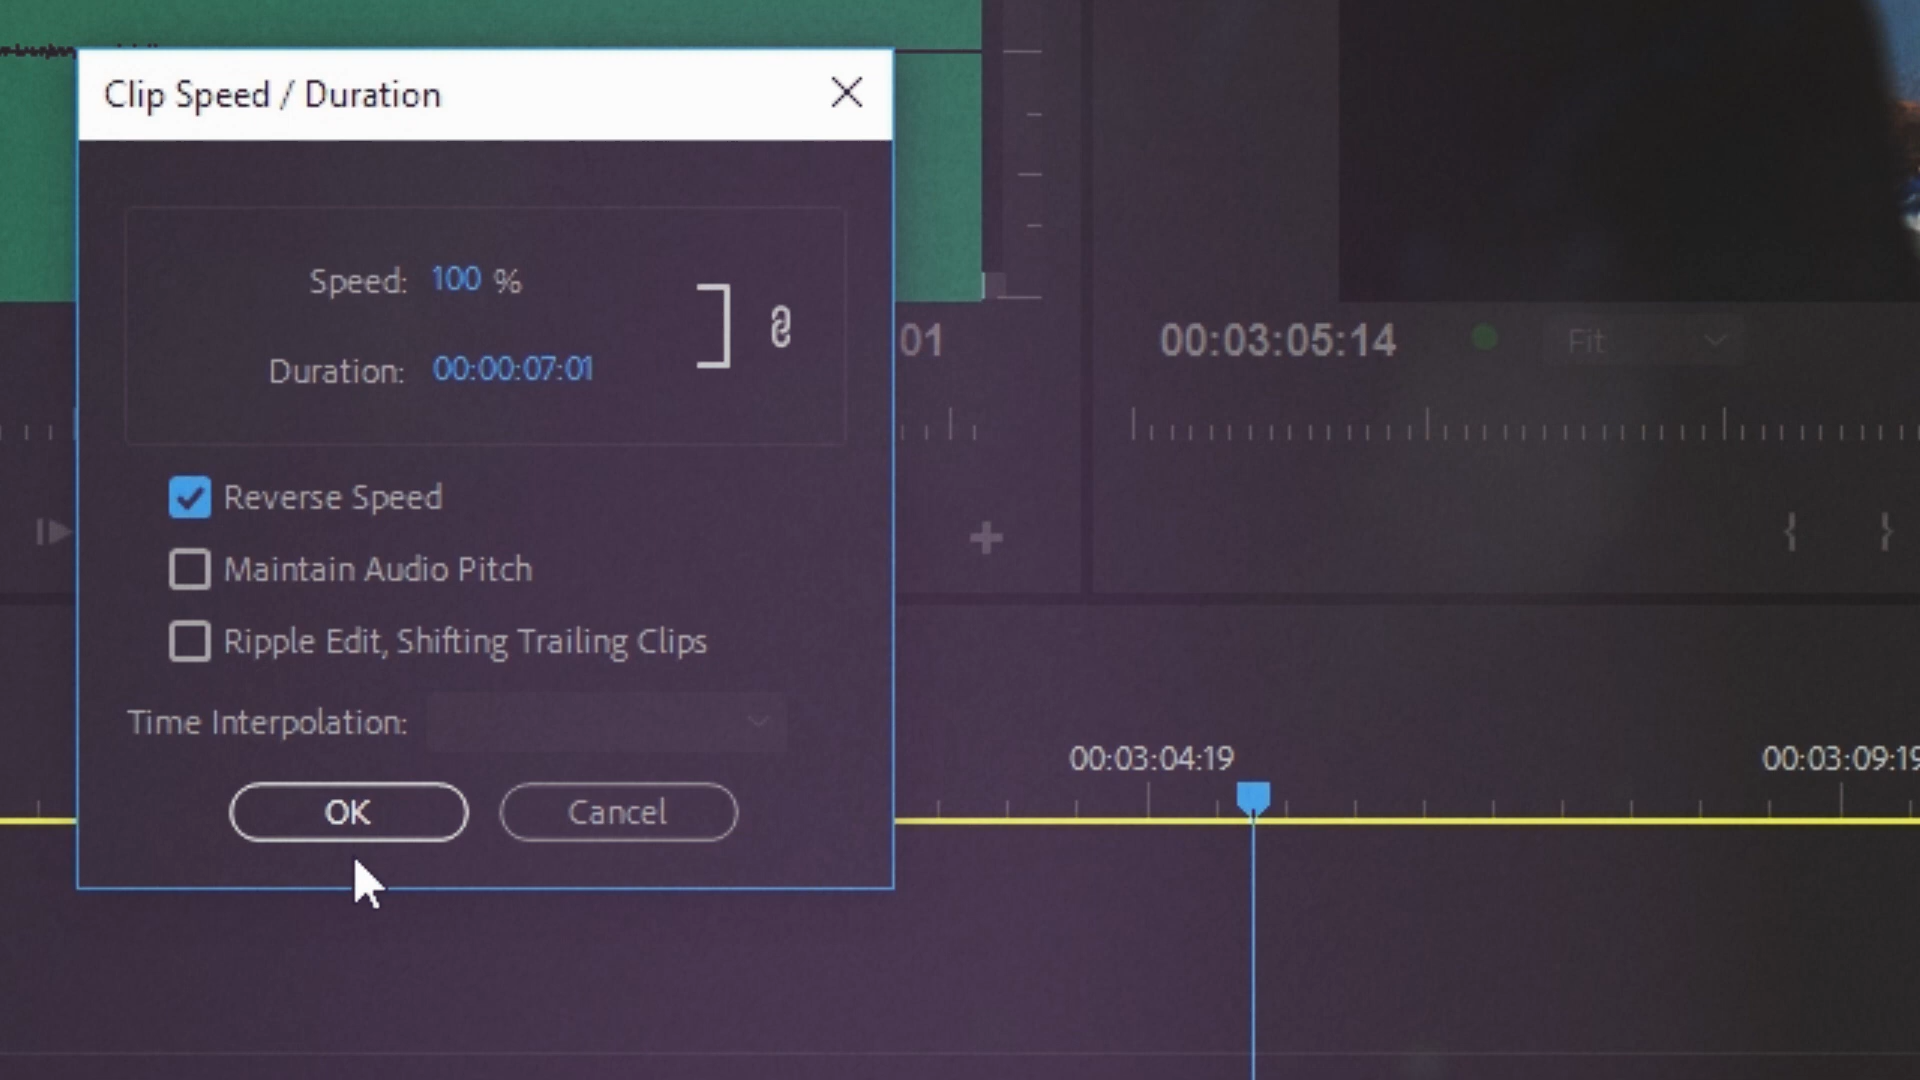 Clip Speed / Duration
Speed: 100 %
Duration: 00:00:07:01
01
00:03:05:14
Fit
Reverse Speed
Maintain Audio Pitch
Ripple Edit, Shifting Trailing Clips
Time Interpolation:
00:03:04:19
00:03:09:19
OK
Cancel